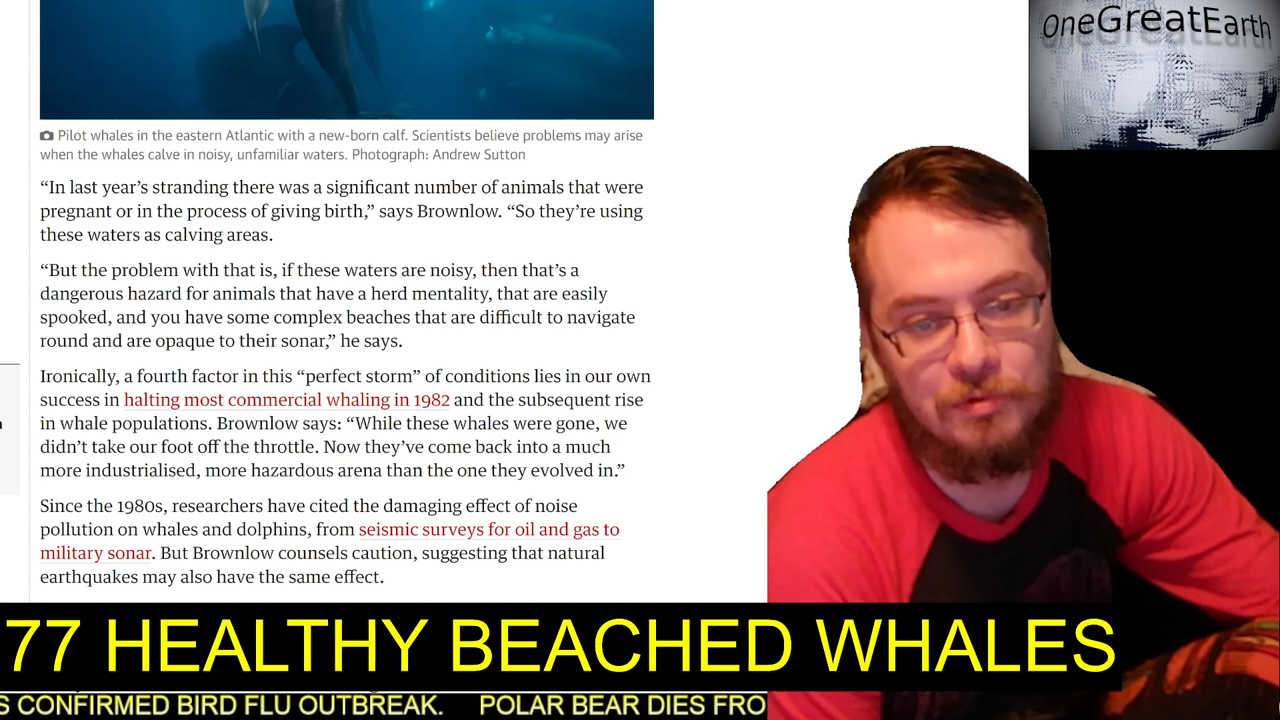 OneGreatEarth
Pilot whales in the eastern Atlantic with a new-born calf. Scientists believe problems may arise
when the whales calve in noisy, unfamiliar waters. Photograph: Andrew Sutton
“In last year’s stranding there was a significant number of animals that were
pregnant or in the process of giving birth,” says Brownlow. “So they’re using
these waters as calving areas.
“But the problem with that is, if these waters are noisy, then that’s a
dangerous hazard for animals that have a herd mentality, that are easily
spooked, and you have some complex beaches that are difficult to navigate
round and are opaque to their sonar,” he says.
Ironically, a fourth factor in this “perfect storm” of conditions lies in our own
success in halting most commercial whaling in 1982 and the subsequent rise
in whale populations. Brownlow says: “While these whales were gone, we
didn’t take our foot off the throttle. Now they’ve come back into a much
more industrialised, more hazardous arena than the one they evolved in.”
Since the 1980s, researchers have cited the damaging effect of noise
pollution on whales and dolphins, from seismic surveys for oil and gas to
military sonar. But Brownlow counsels caution, suggesting that natural
earthquakes may also have the same effect.
77 HEALTHY BEACHED WHALES
S CONFIRMED BIRD FLU OUTBREAK. POLAR BEAR DIES FRO